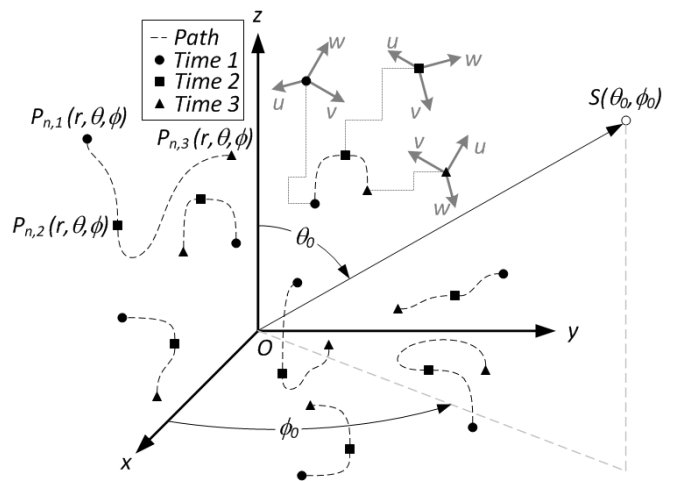 z
Path
Time 1
Time 2
Time 3
w
u
v
u
w
v
S(θ0,ϕ0)
Pn,1(r,θ,ϕ)
Pn,3(r,θ,ϕ)
v
u
w
Pn,2(r,θ,ϕ)
θ0
O
y
ϕ0
x